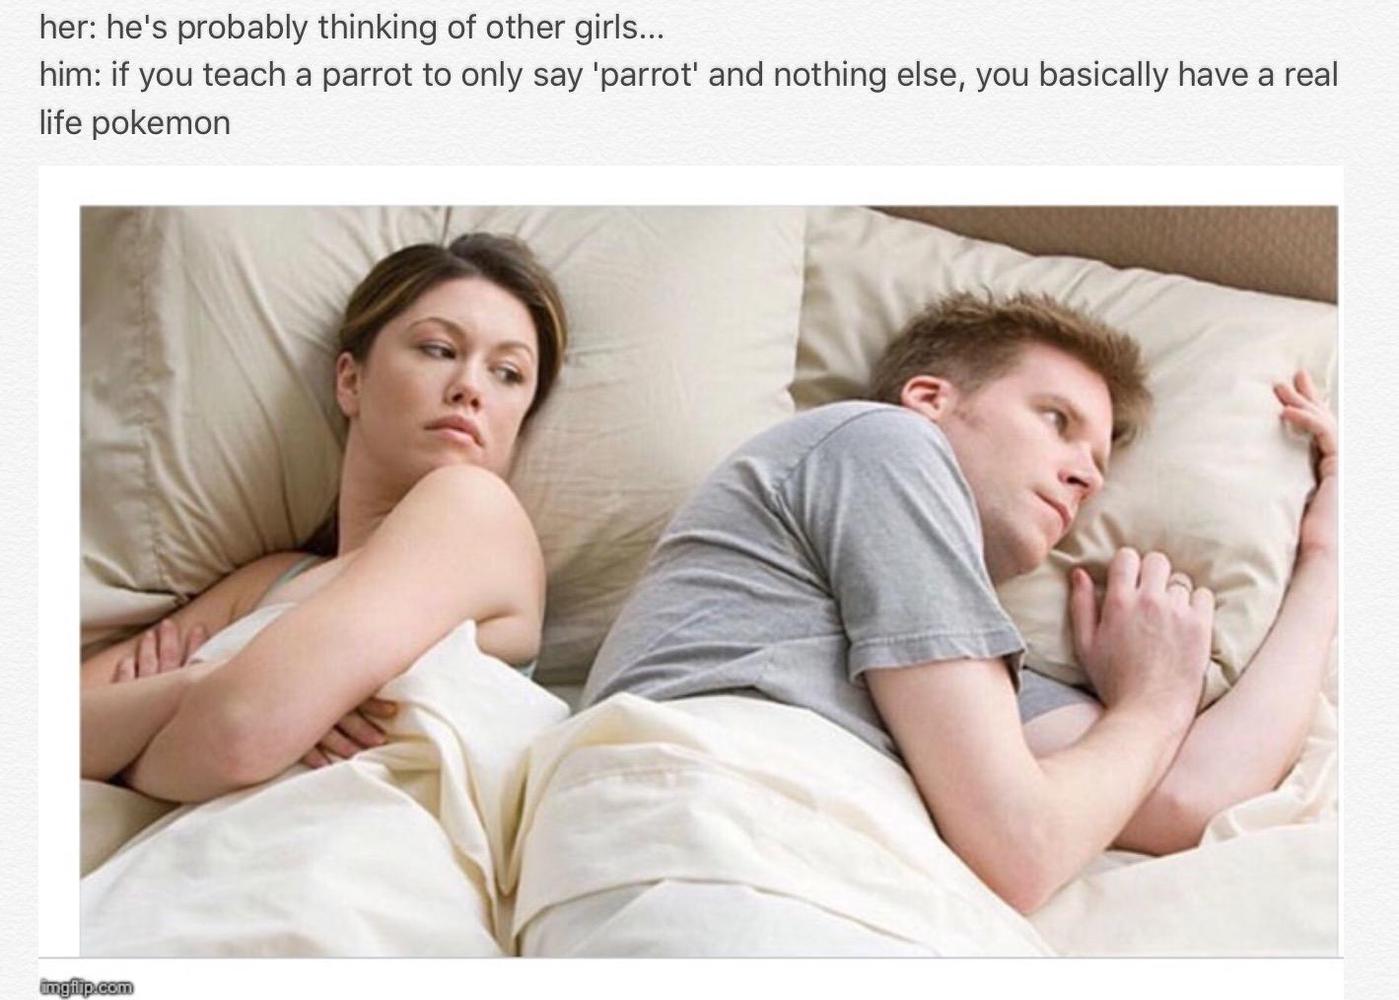 her: he's probably thinking of other girls...
him: if you teach a parrot to only say 'parrot' and nothing else, you basically have a real
life pokemon
imgflip.com